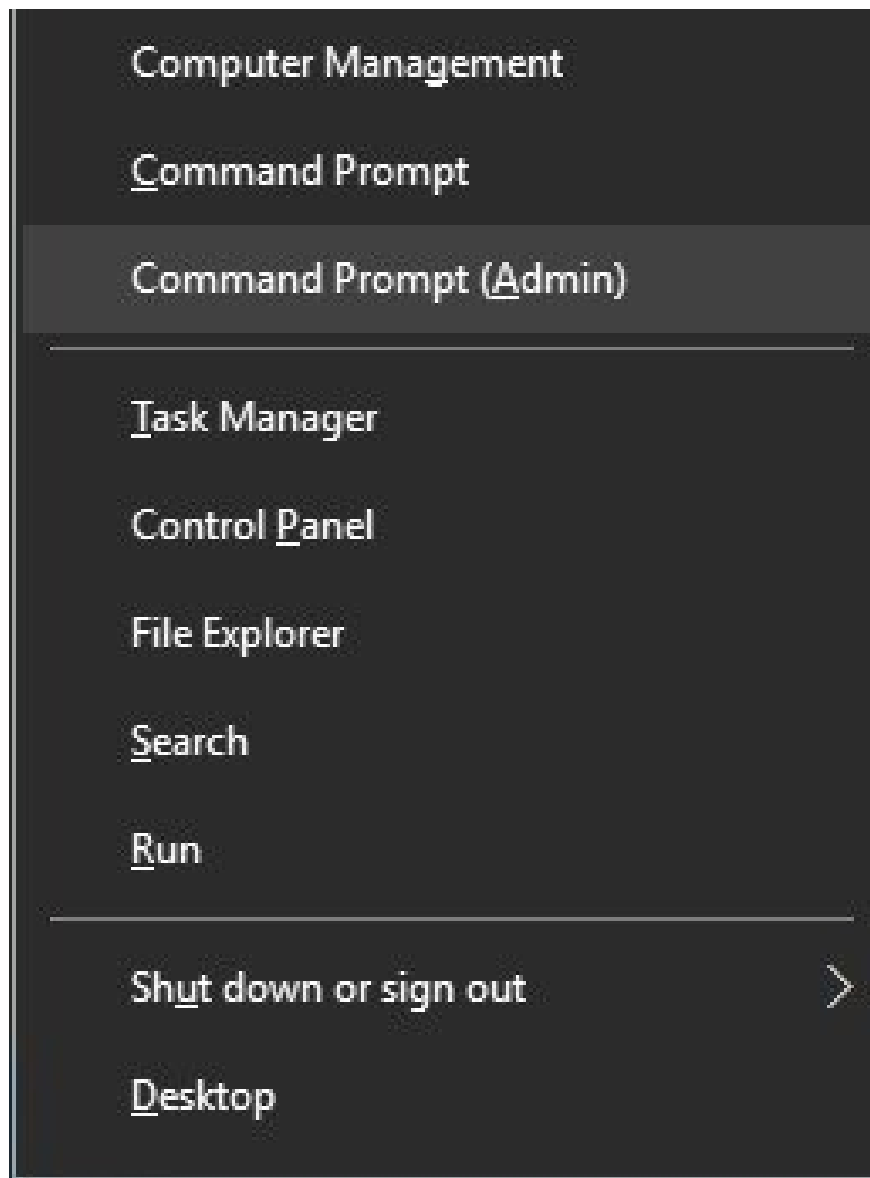 Computer Management
Command Prompt
Command Prompt (Admin)
Task Manager
Control Panel
File Explorer
Search
Run
Shut down or sign out
Desktop